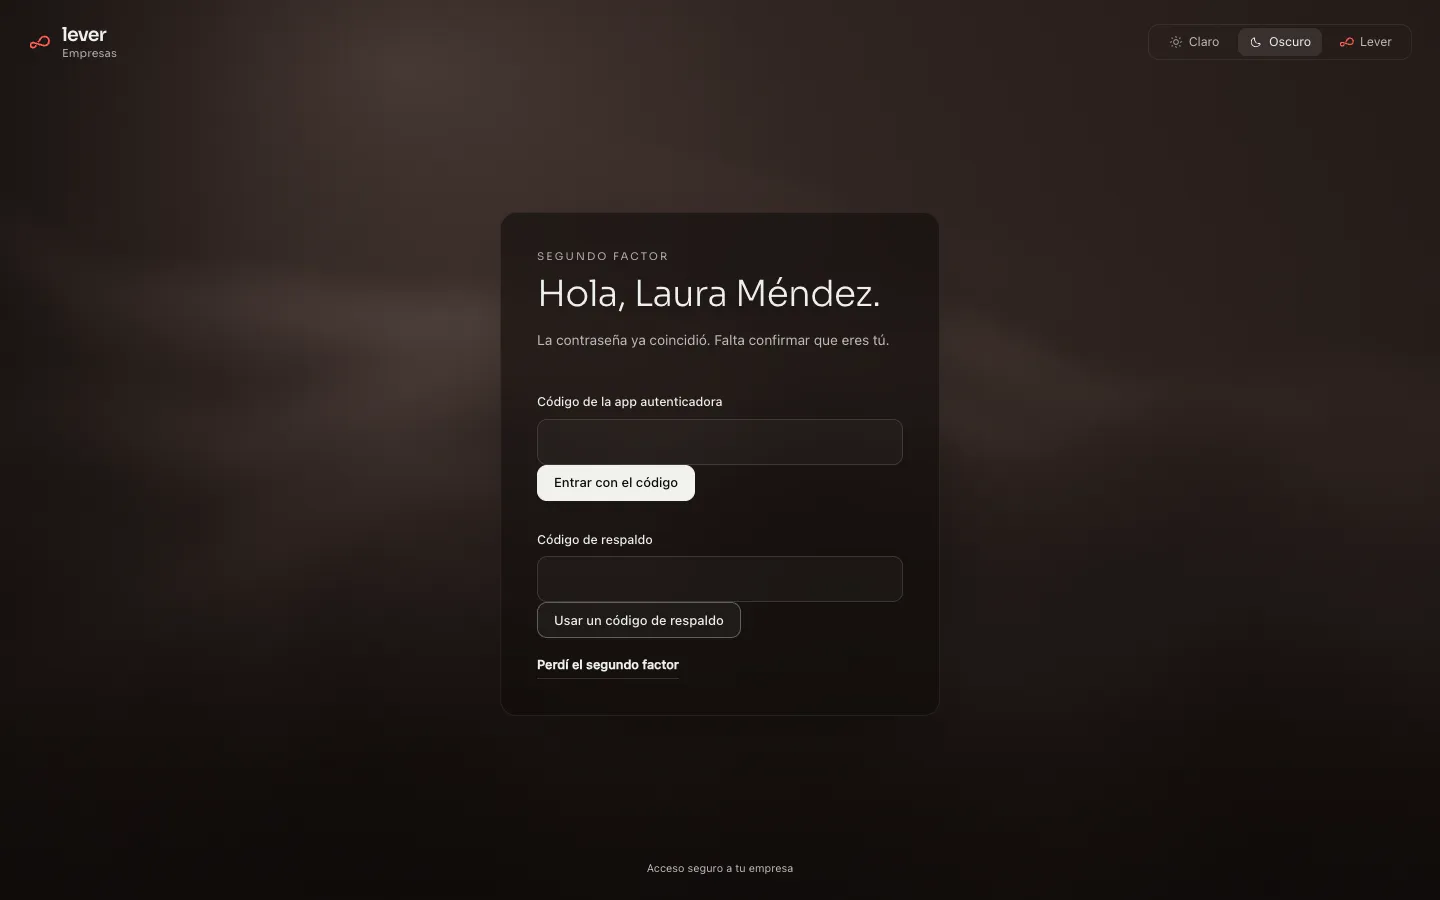 lever
Empresas
Claro
Oscuro
Lever
SEGUNDO FACTOR
Hola, Laura Méndez.
La contraseña ya coincidió. Falta confirmar que eres tú.
Código de la app autenticadora
Entrar con el código
Código de respaldo
Usar un código de respaldo
Perdí el segundo factor
Acceso seguro a tu empresa